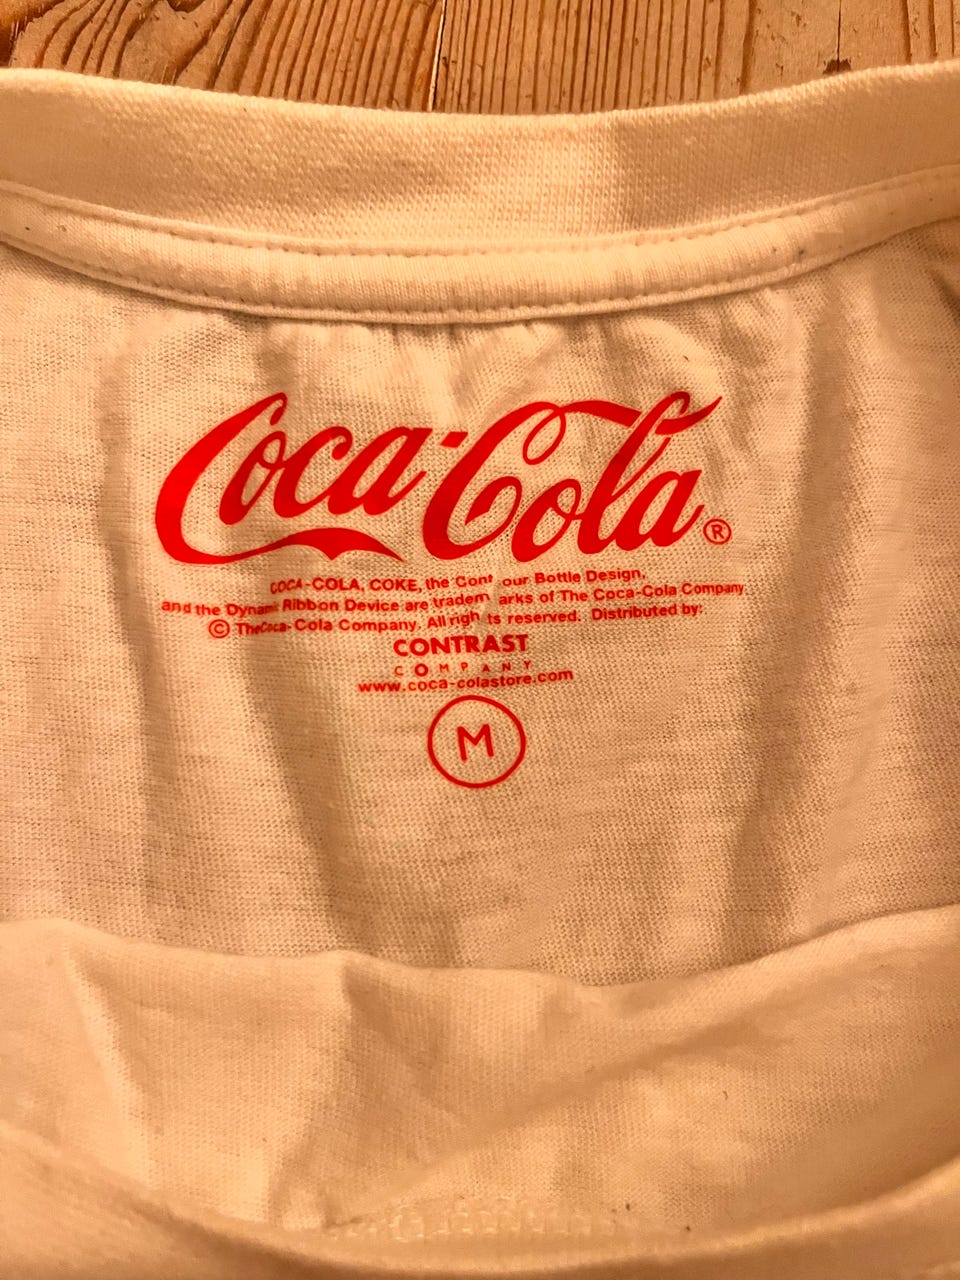 Coca-Cola®
COCA-COLA, COKE, the Cont our Bottle Design,
and the Dynamic Ribbon Device are tradem arks of The Coca-Cola Company
© TheCoca-Cola Company. All righ ts reserved. Distributed by:
CONTRAST
COMPANY
www.coca-colastore.com
M